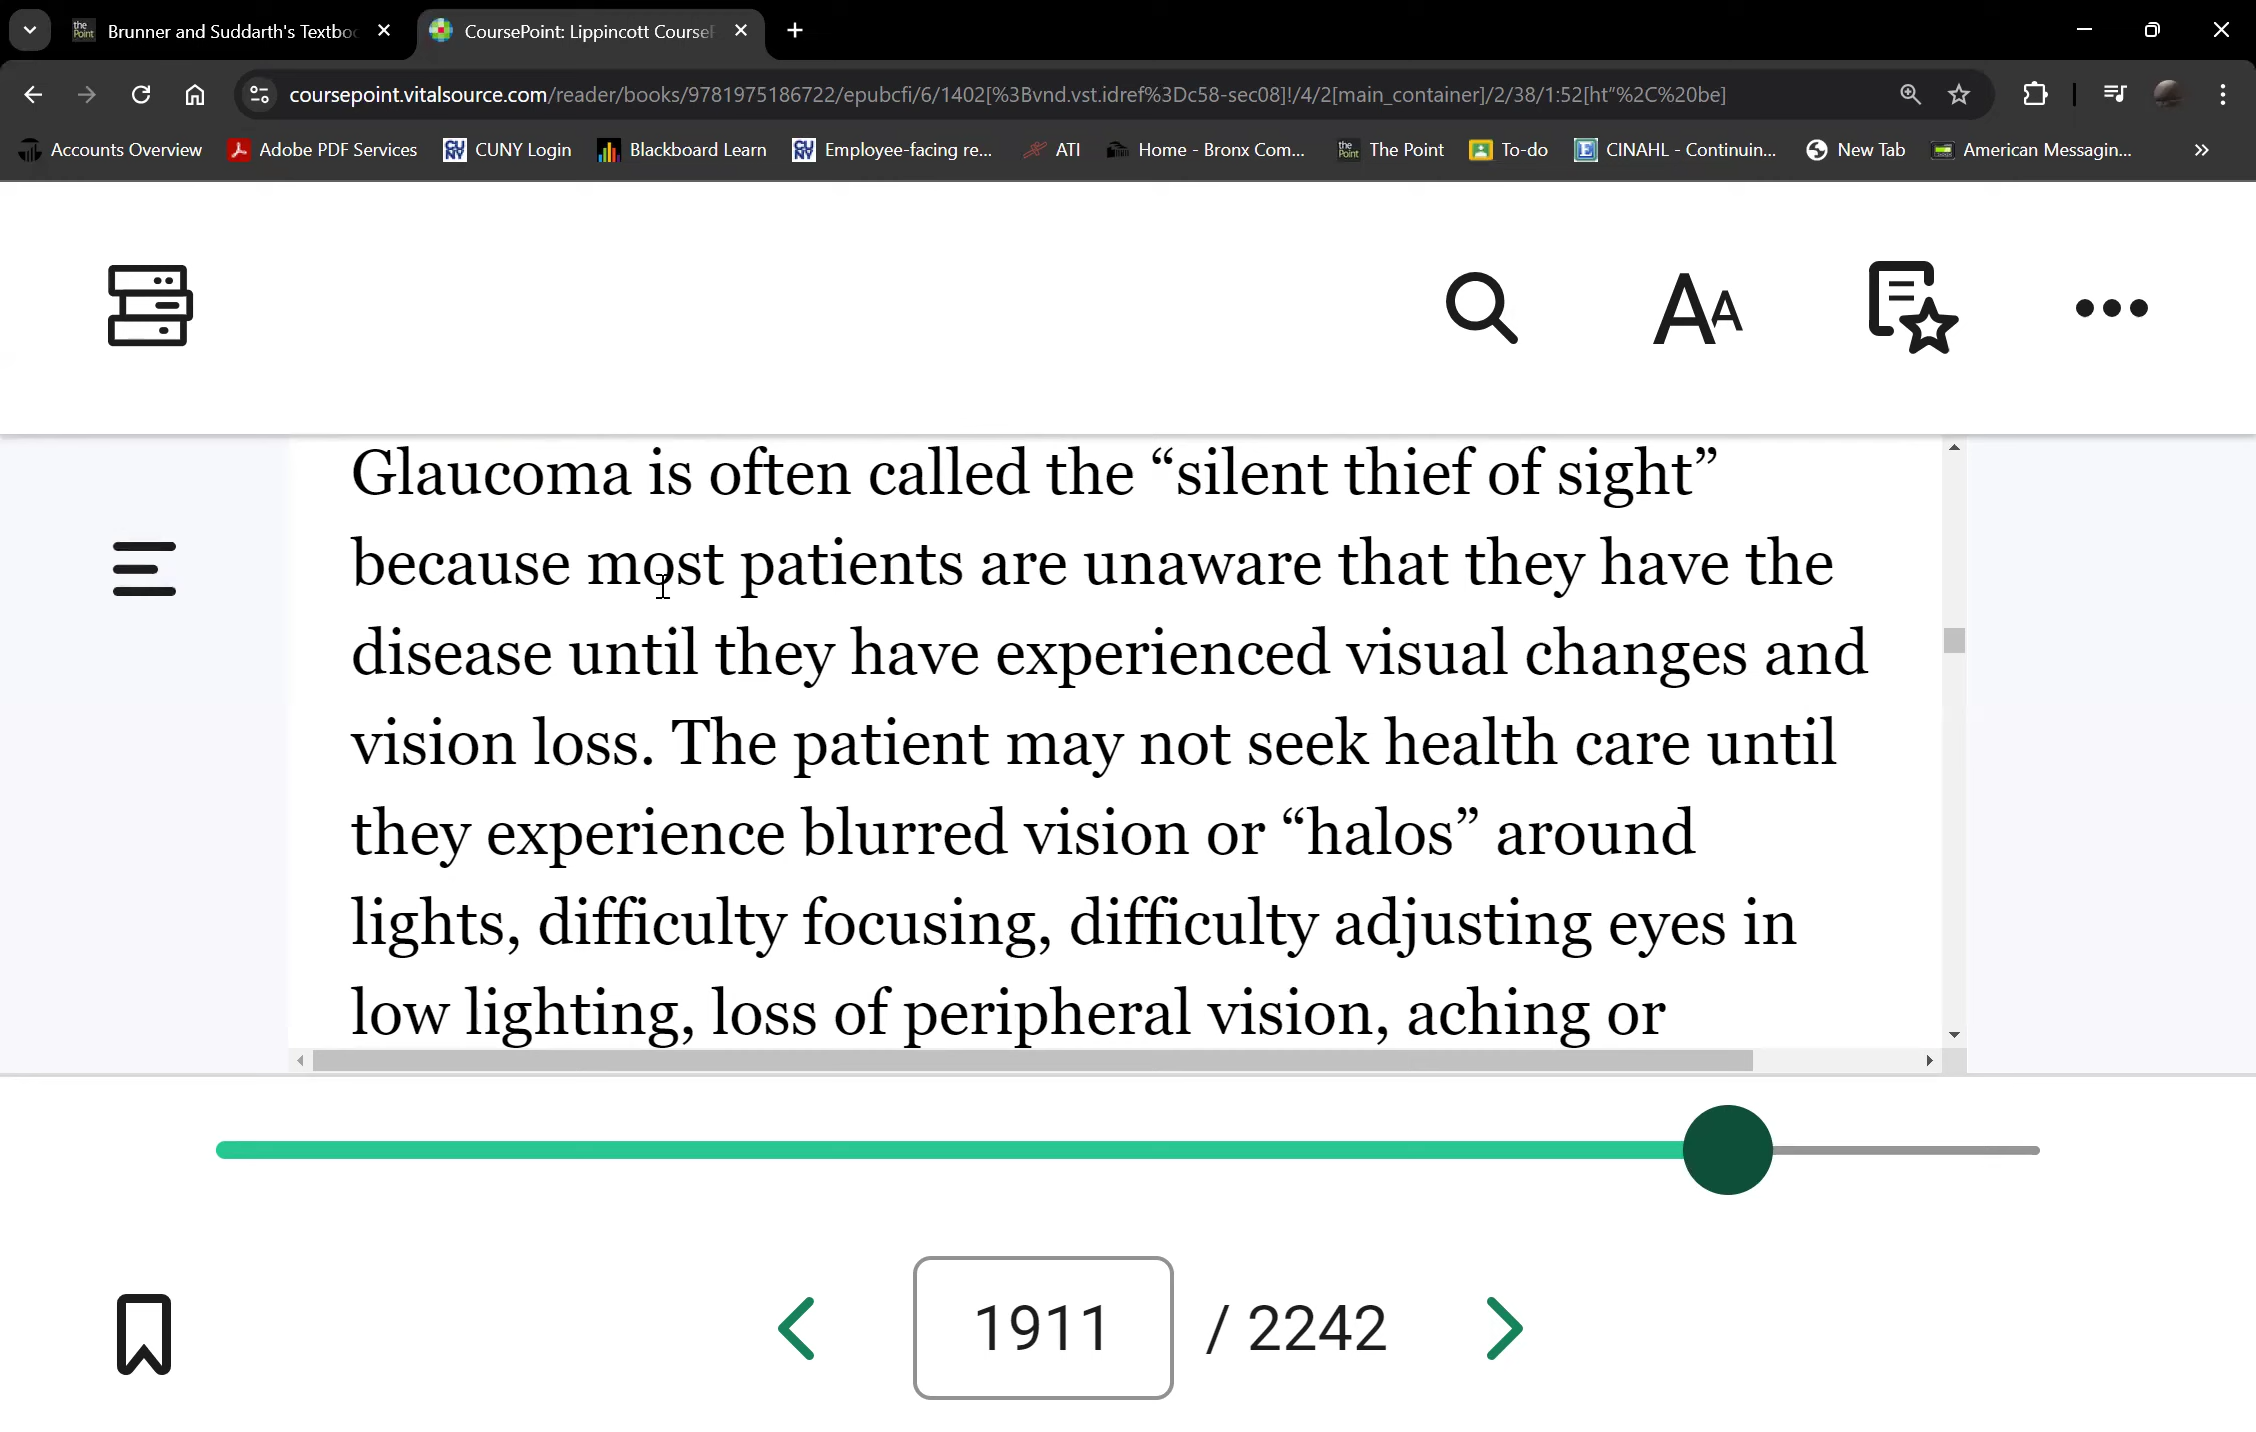 the Point Brunner and Suddarth's Textboo
CoursePoint: Lippincott CourseP
coursepoint.vitalsource.com/reader/books/9781975186722/epubcfi/6/1402[%3Bvnd.vst.idref%3Dc58-sec08]!/4/2[main_container]/2/38/1:52[ht"%2C%20be]
Accounts Overview
Adobe PDF Services
CUNY Login
Blackboard Learn
Employee-facing re...
ATI
Home - Bronx Com...
the Point The Point
To-do
CINAHL - Continuin...
New Tab
American Messagin...
Glaucoma is often called the “silent thief of sight”
because most patients are unaware that they have the
disease until they have experienced visual changes and
vision loss. The patient may not seek health care until
they experience blurred vision or “halos” around
lights, difficulty focusing, difficulty adjusting eyes in
low lighting, loss of peripheral vision, aching or
1911 / 2242